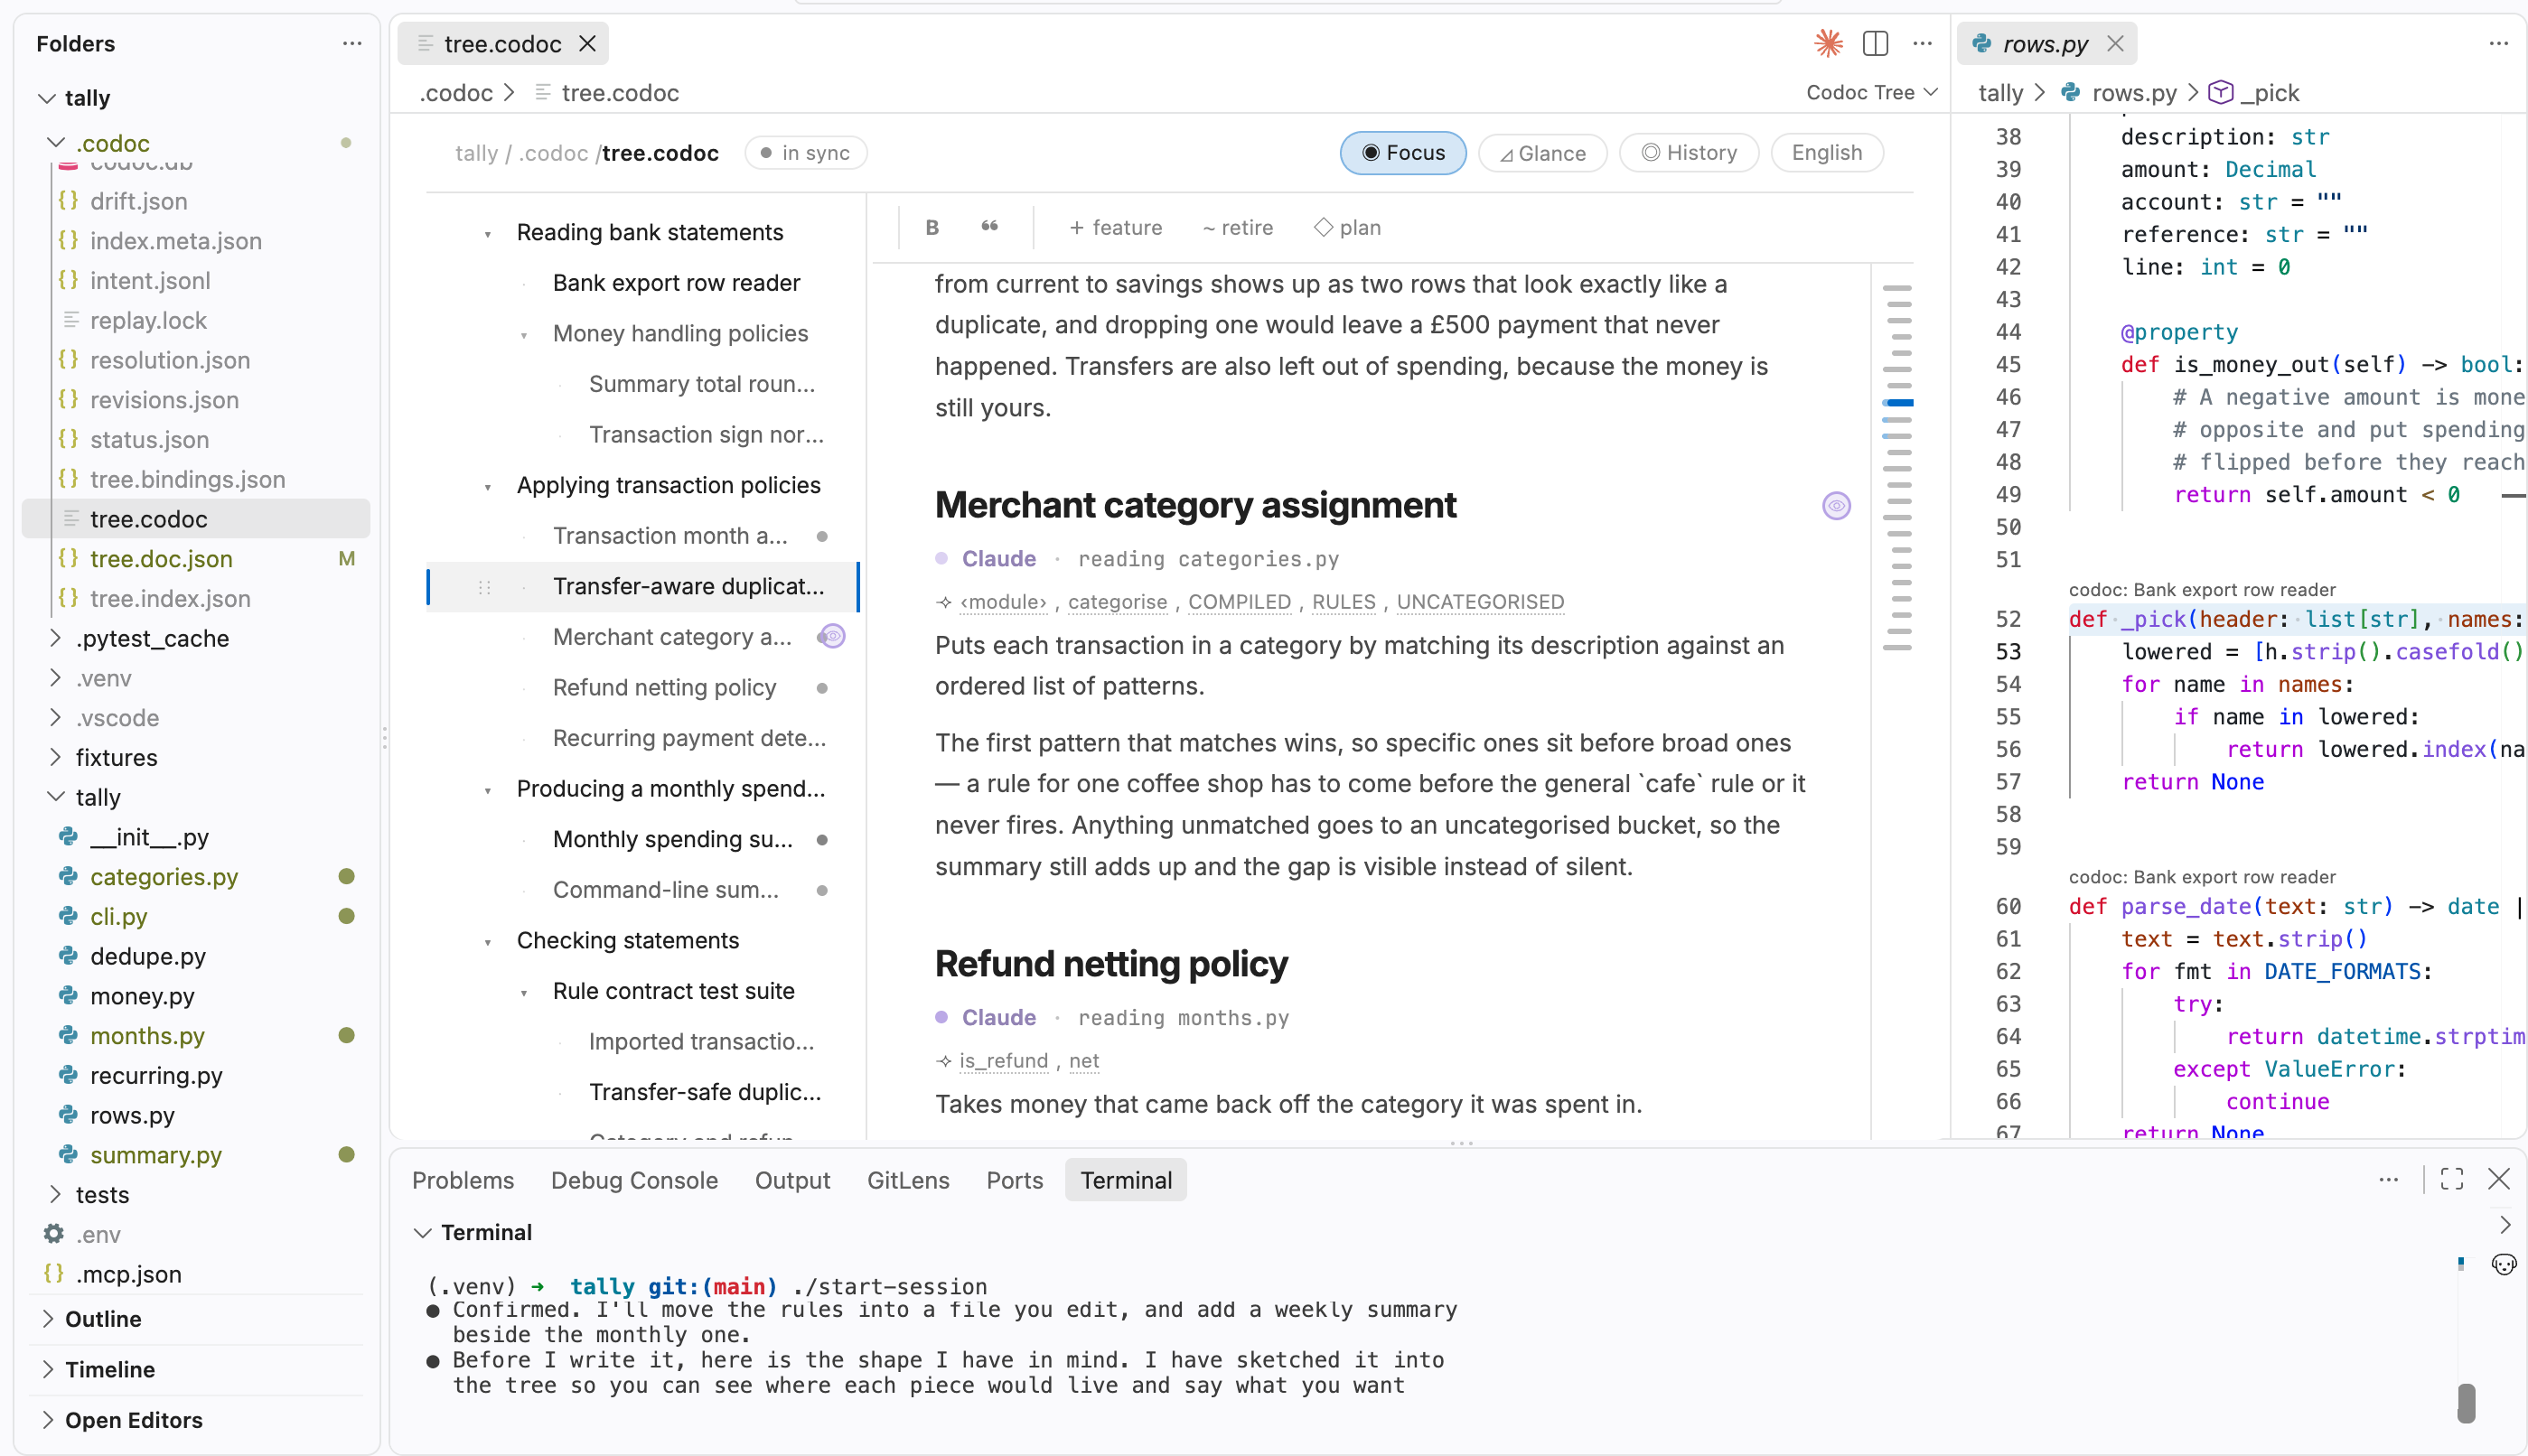 Folders
tally
.codoc
codoc.db
drift.json
index.meta.json
intent.jsonl
replay.lock
resolution.json
revisions.json
status.json
tree.bindings.json
tree.codoc
tree.doc.json M
tree.index.json
.pytest_cache
.venv
.vscode
fixtures
tally
__init__.py
categories.py
cli.py
dedupe.py
money.py
months.py
recurring.py
rows.py
summary.py
tests
.env
.mcp.json
Outline
Timeline
Open Editors
tree.codoc
.codoc > tree.codoc
Codoc Tree
tally / .codoc /tree.codoc
in sync
Focus
Glance
History
English
Reading bank statements
Bank export row reader
Money handling policies
Summary total roun...
Transaction sign nor...
Applying transaction policies
Transaction month a...
Transfer-aware duplicat...
Merchant category a...
Refund netting policy
Recurring payment dete...
Producing a monthly spend...
Monthly spending su...
Command-line sum...
Checking statements
Rule contract test suite
Imported transactio...
Transfer-safe duplic...
B “ + feature ~ retire ◇ plan
from current to savings shows up as two rows that look exactly like a
duplicate, and dropping one would leave a £500 payment that never
happened. Transfers are also left out of spending, because the money is
still yours.
Merchant category assignment
Claude · reading categories.py
‹module› , categorise , COMPILED , RULES , UNCATEGORISED
Puts each transaction in a category by matching its description against an
ordered list of patterns.
The first pattern that matches wins, so specific ones sit before broad ones
— a rule for one coffee shop has to come before the general `cafe` rule or it
never fires. Anything unmatched goes to an uncategorised bucket, so the
summary still adds up and the gap is visible instead of silent.
Refund netting policy
Claude · reading months.py
is_refund , net
Takes money that came back off the category it was spent in.
rows.py
tally > rows.py > _pick
38 description: str
39 amount: Decimal
40 account: str = ""
41 reference: str = ""
42 line: int = 0
43
44 @property
45 def is_money_out(self) -> bool:
46 # A negative amount is mone
47 # opposite and put spending
48 # flipped before they reach
49 return self.amount < 0
50
51
codoc: Bank export row reader
52 def _pick(header: list[str], names:
53 lowered = [h.strip().casefold()
54 for name in names:
55 if name in lowered:
56 return lowered.index(na
57 return None
58
59
codoc: Bank export row reader
60 def parse_date(text: str) -> date |
61 text = text.strip()
62 for fmt in DATE_FORMATS:
63 try:
64 return datetime.strptim
65 except ValueError:
66 continue
67 return None
Problems
Debug Console
Output
GitLens
Ports
Terminal
Terminal
(.venv) ➜ tally git:(main) ./start-session
● Confirmed. I'll move the rules into a file you edit, and add a weekly summary
beside the monthly one.
● Before I write it, here is the shape I have in mind. I have sketched it into
the tree so you can see where each piece would live and say what you want